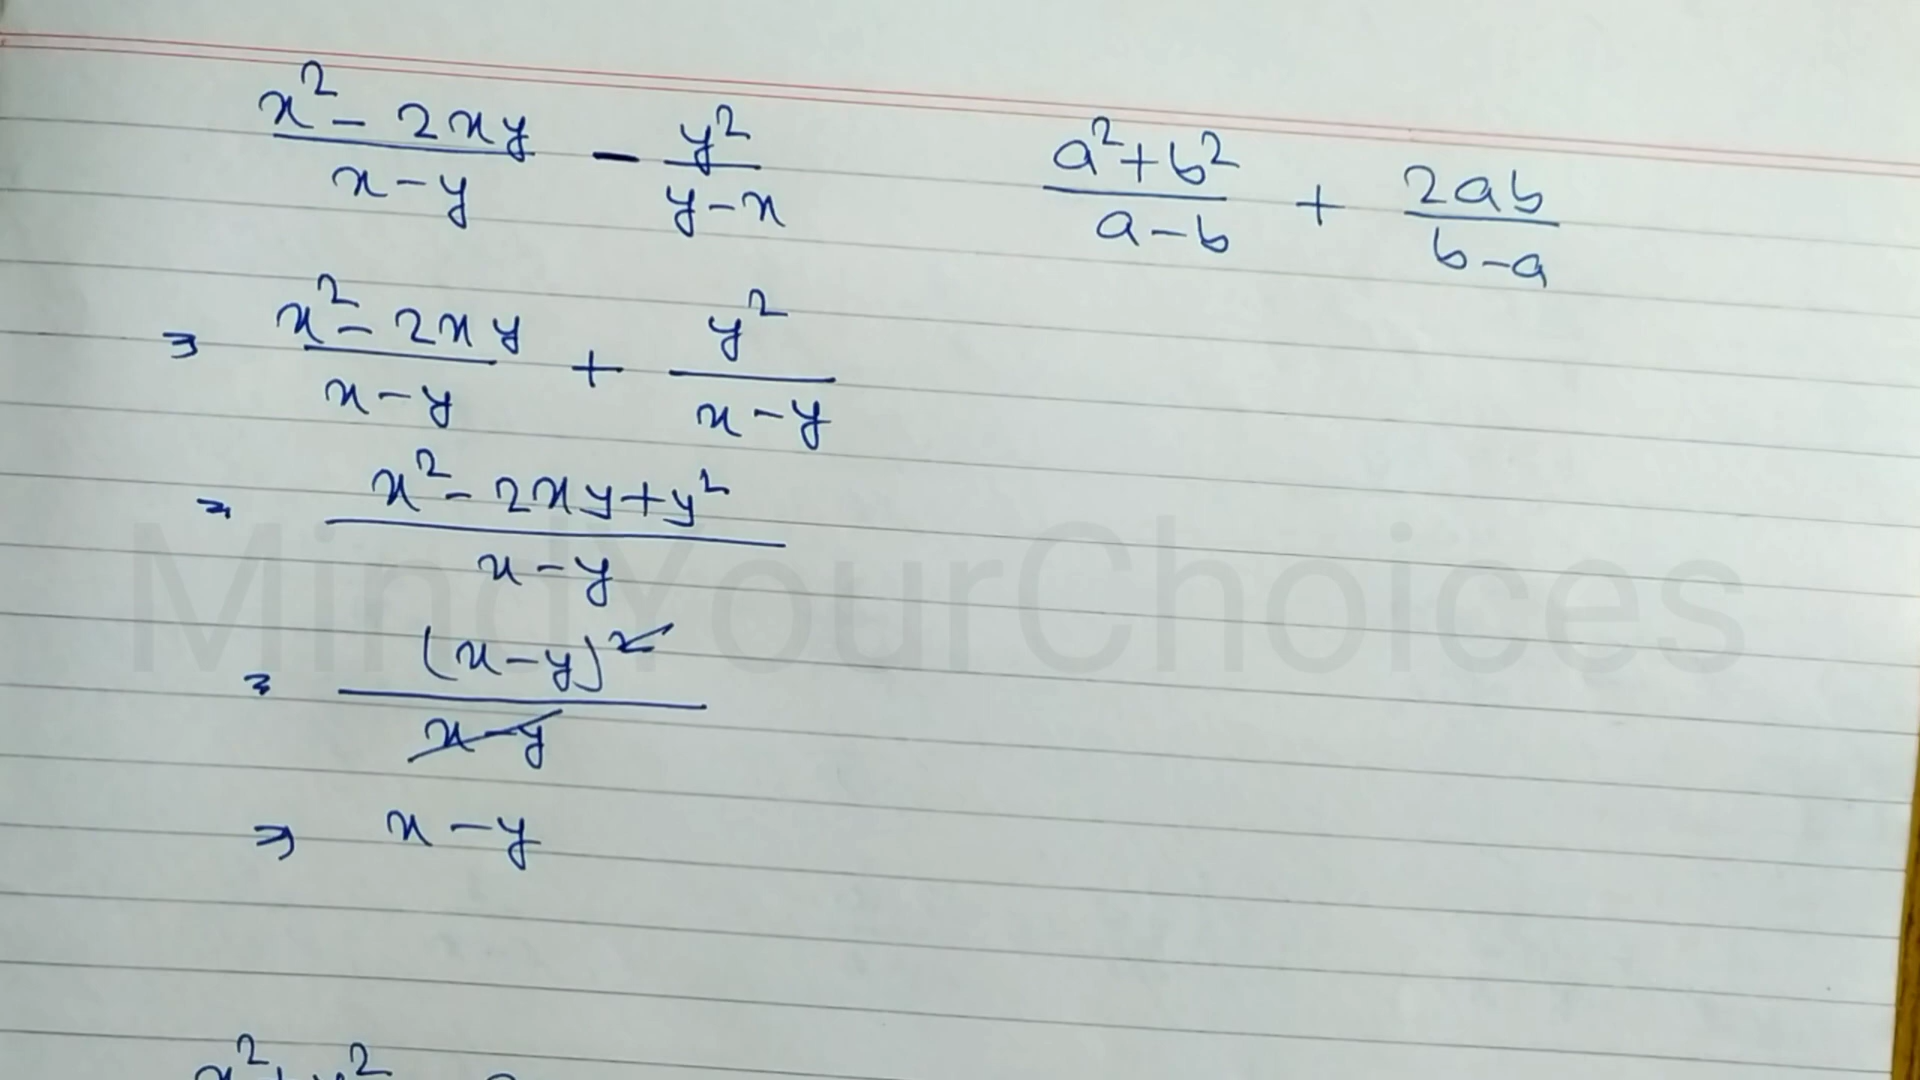 x² - 2xy / x - y - y² / y - x
a² + b² / a - b + 2ab / b - a
⇒ x² - 2xy / x - y + y² / x - y
⇒ x² - 2xy + y² / x - y
⇒ (x - y)² / x - y
⇒ x - y
MindYourChoices